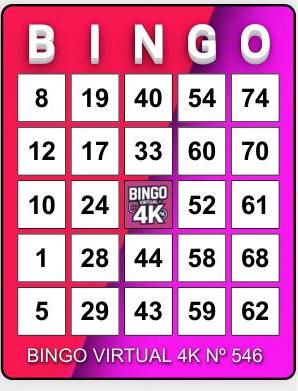 B I N G O
8 19 40 54 74
12 17 33 60 70
10 24 BINGO VIRTUAL 4K 52 61
1 28 44 58 68
5 29 43 59 62
BINGO VIRTUAL 4K Nº 546